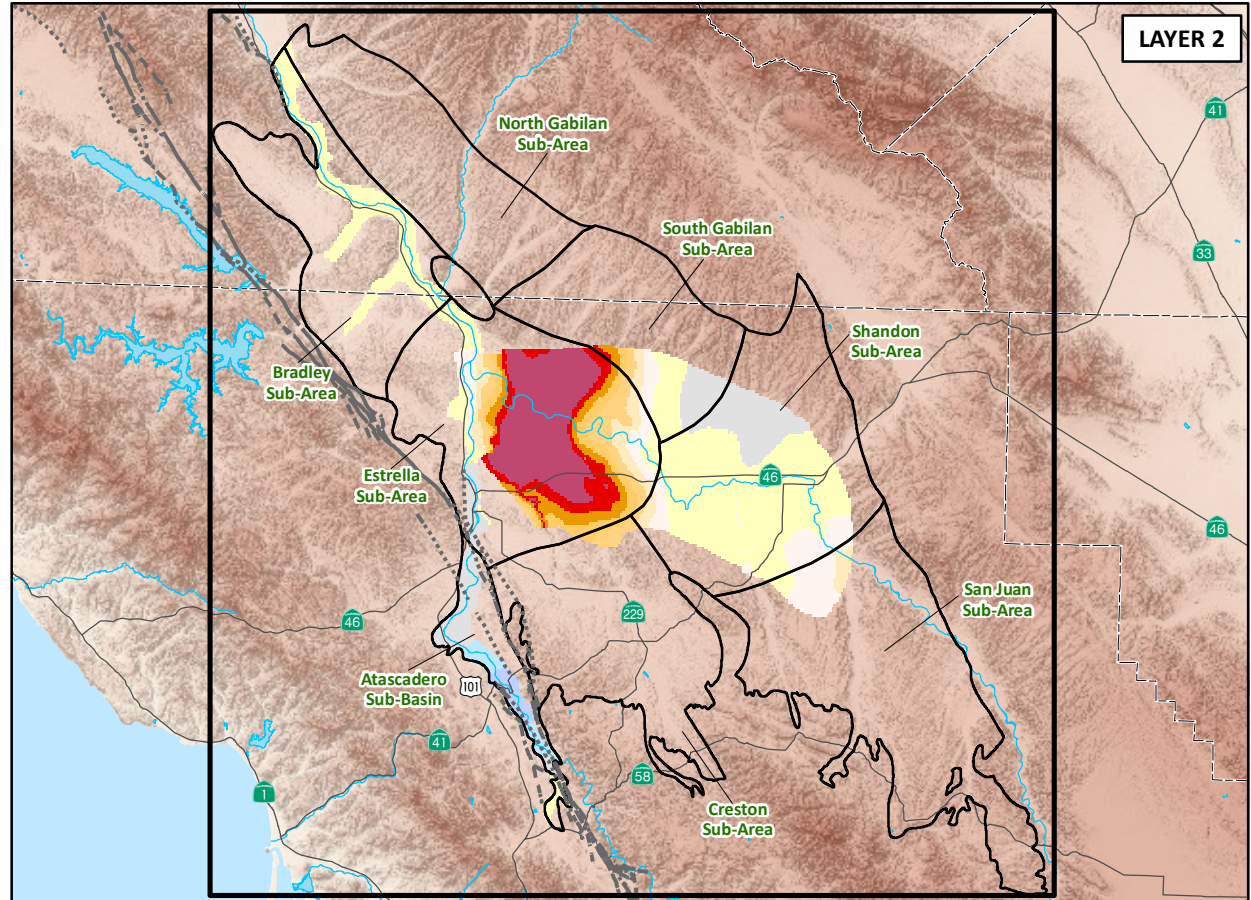 LAYER 2
41
North Gabilan
Sub-Area
South Gabilan
Sub-Area
33
Shandon
Sub-Area
Bradley
Sub-Area
Estrella
Sub-Area
46
46
San Juan
Sub-Area
46
229
Atascadero
Sub-Basin
101
41
58
1
Creston
Sub-Area